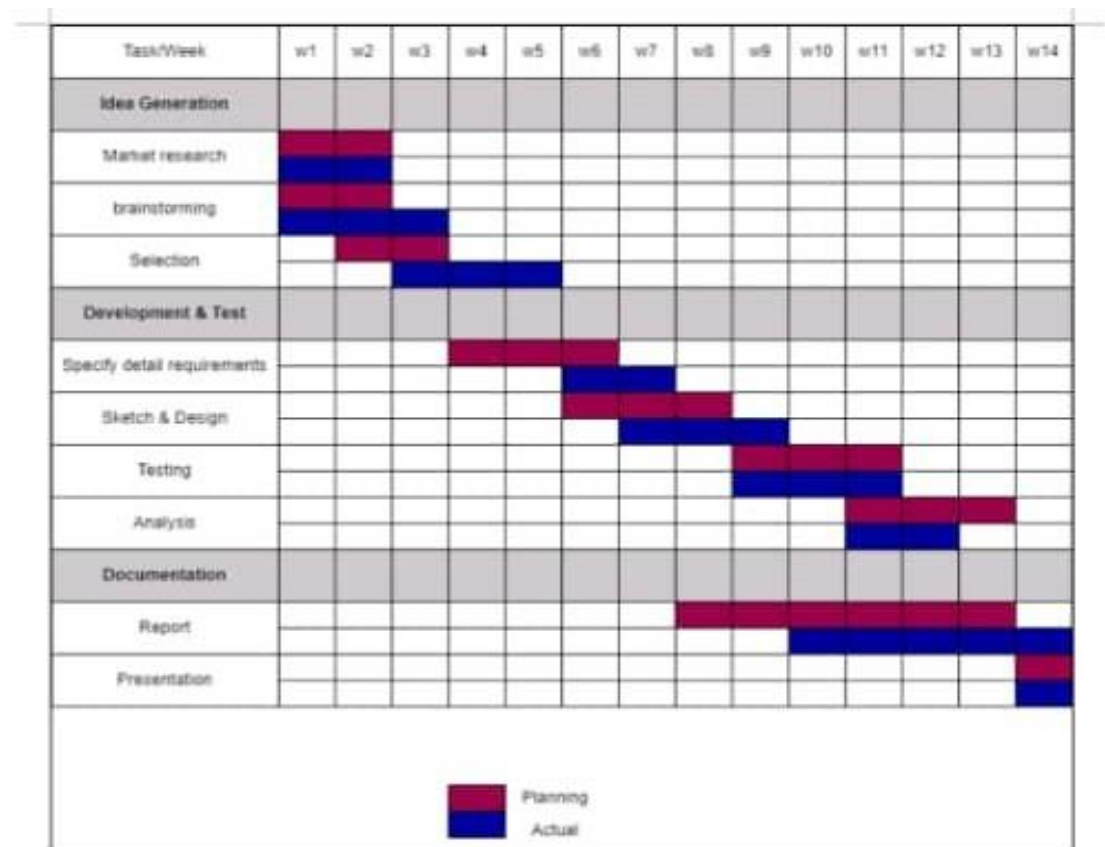 Task/Week w1 w2 w3 w4 w5 w6 w7 w8 w9 w10 w11 w12 w13 w14
Idea Generation
Market research
brainstorming
Selection
Development & Test
Specify detail requirements
Sketch & Design
Testing
Analysis
Documentation
Report
Presentation
Planning
Actual